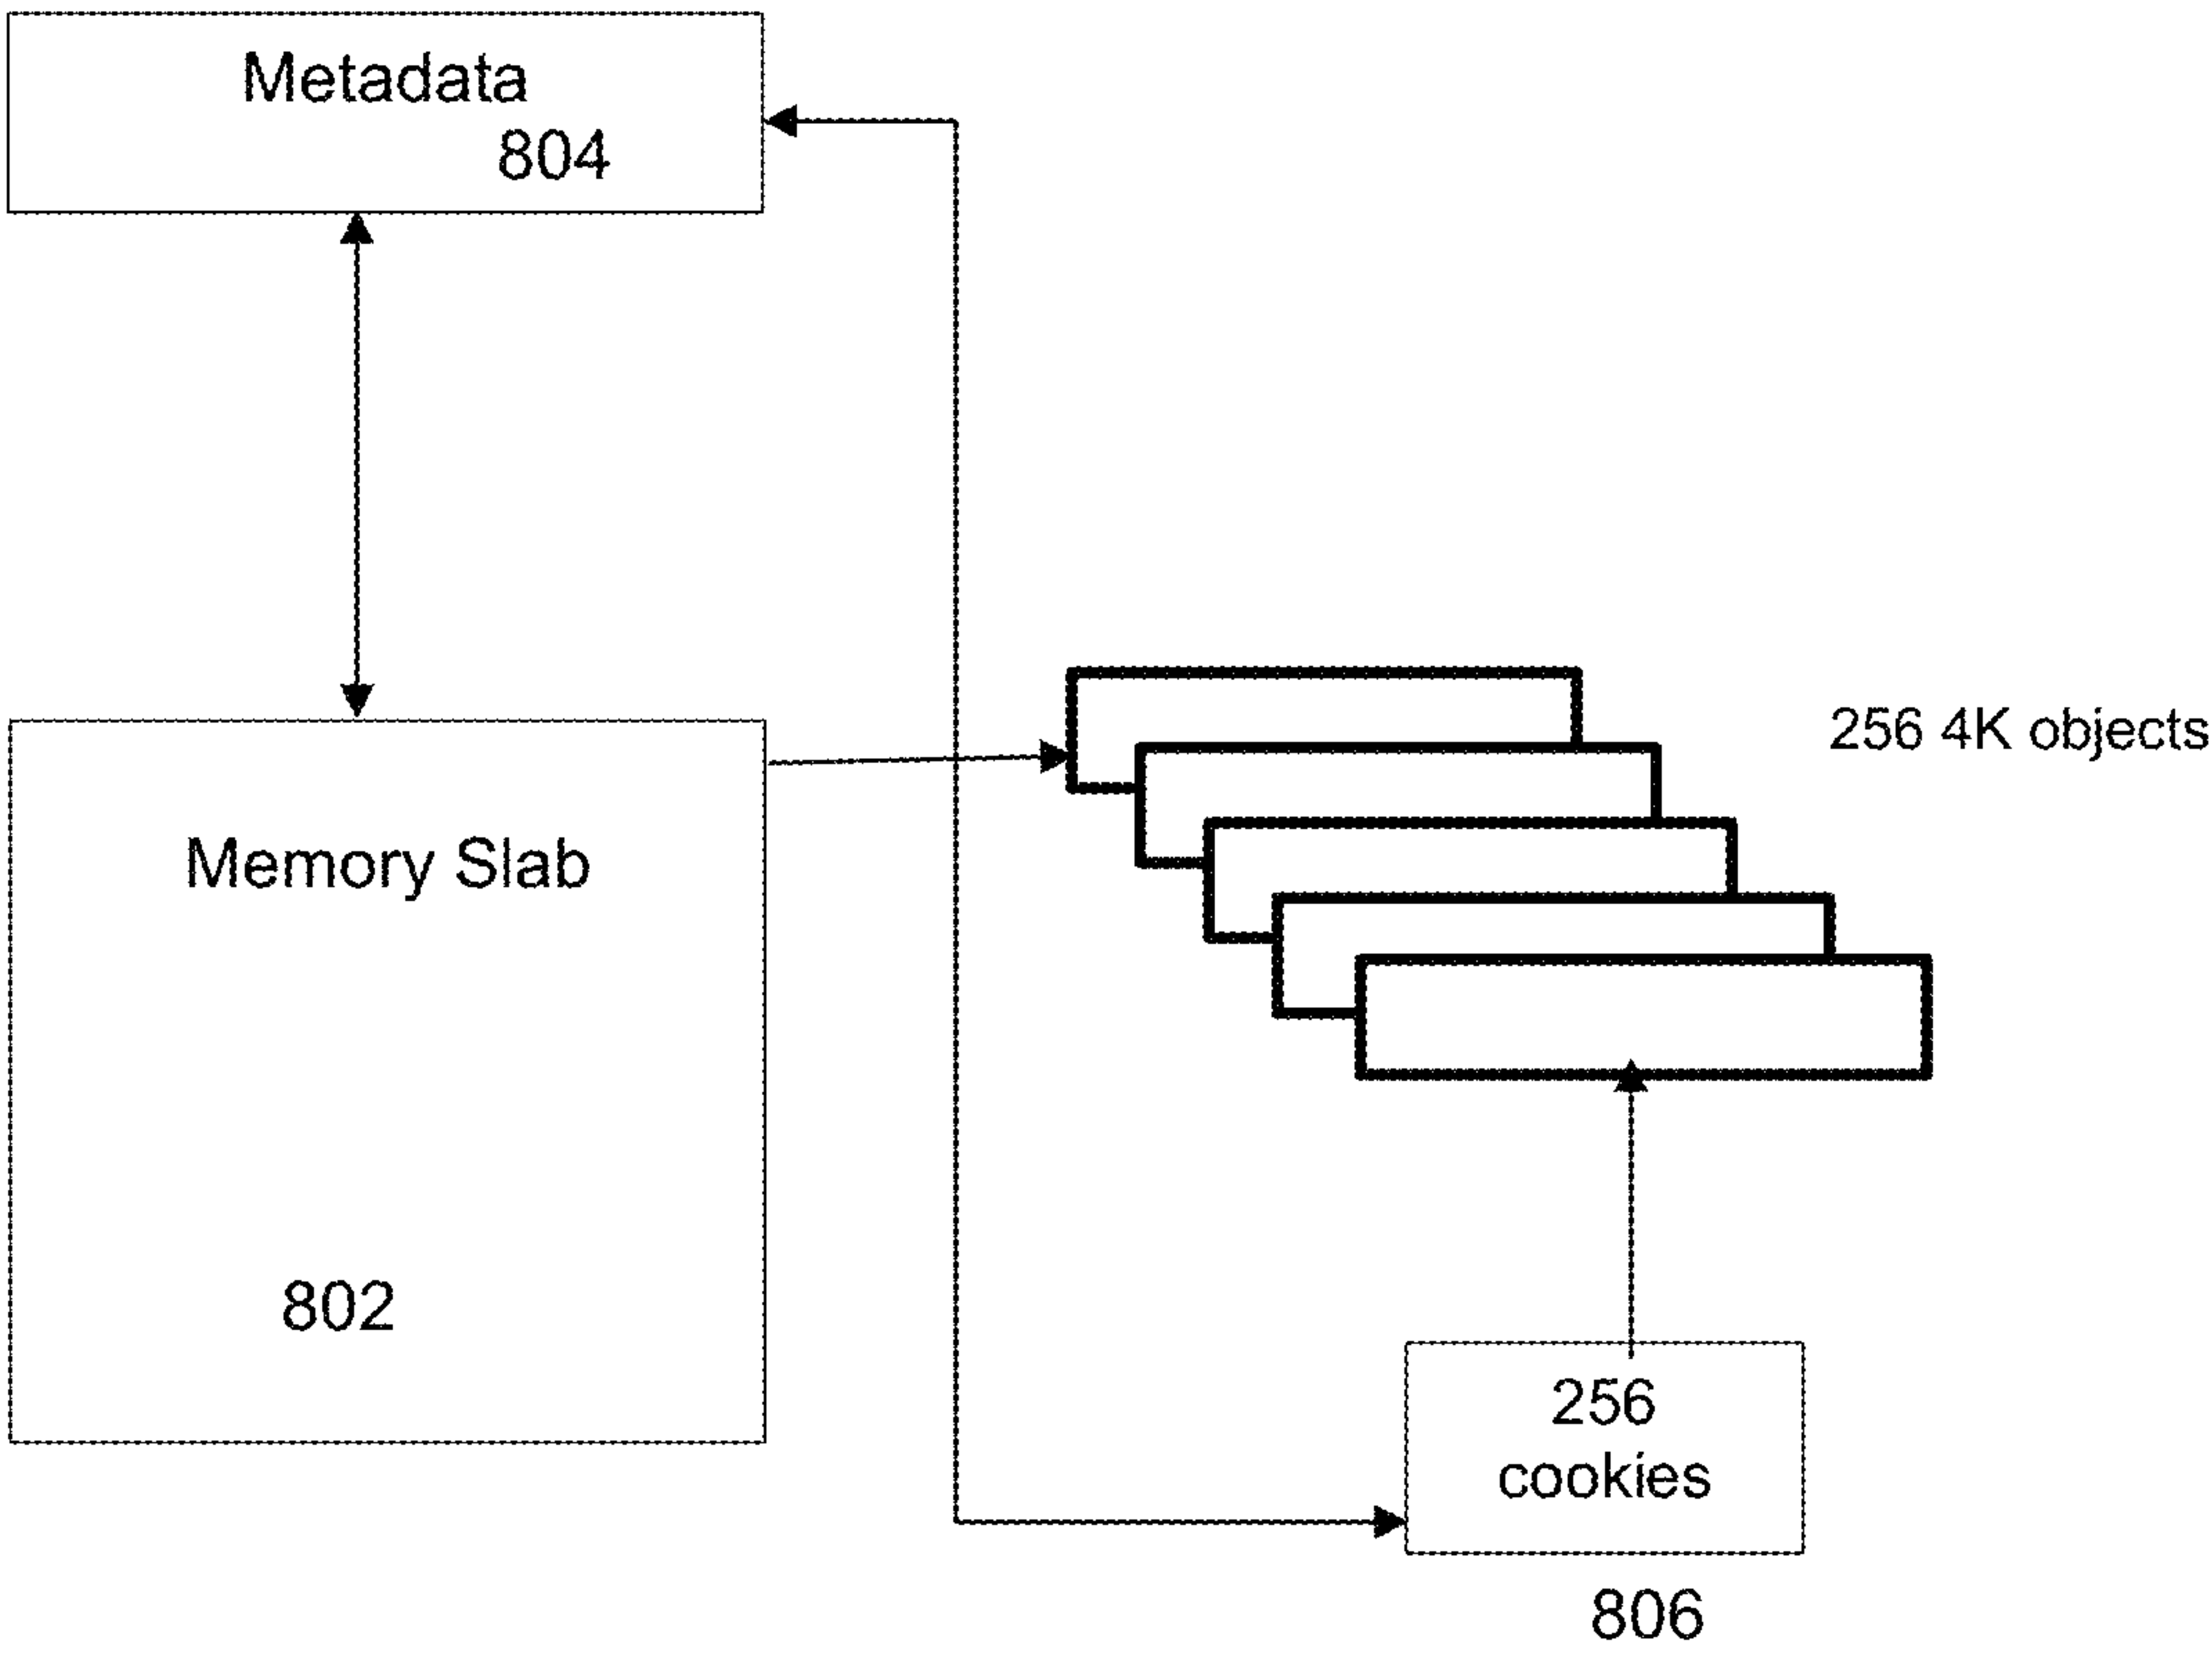 Metadata
804
256 4K objects
Memory Slab
802
256
cookies
806